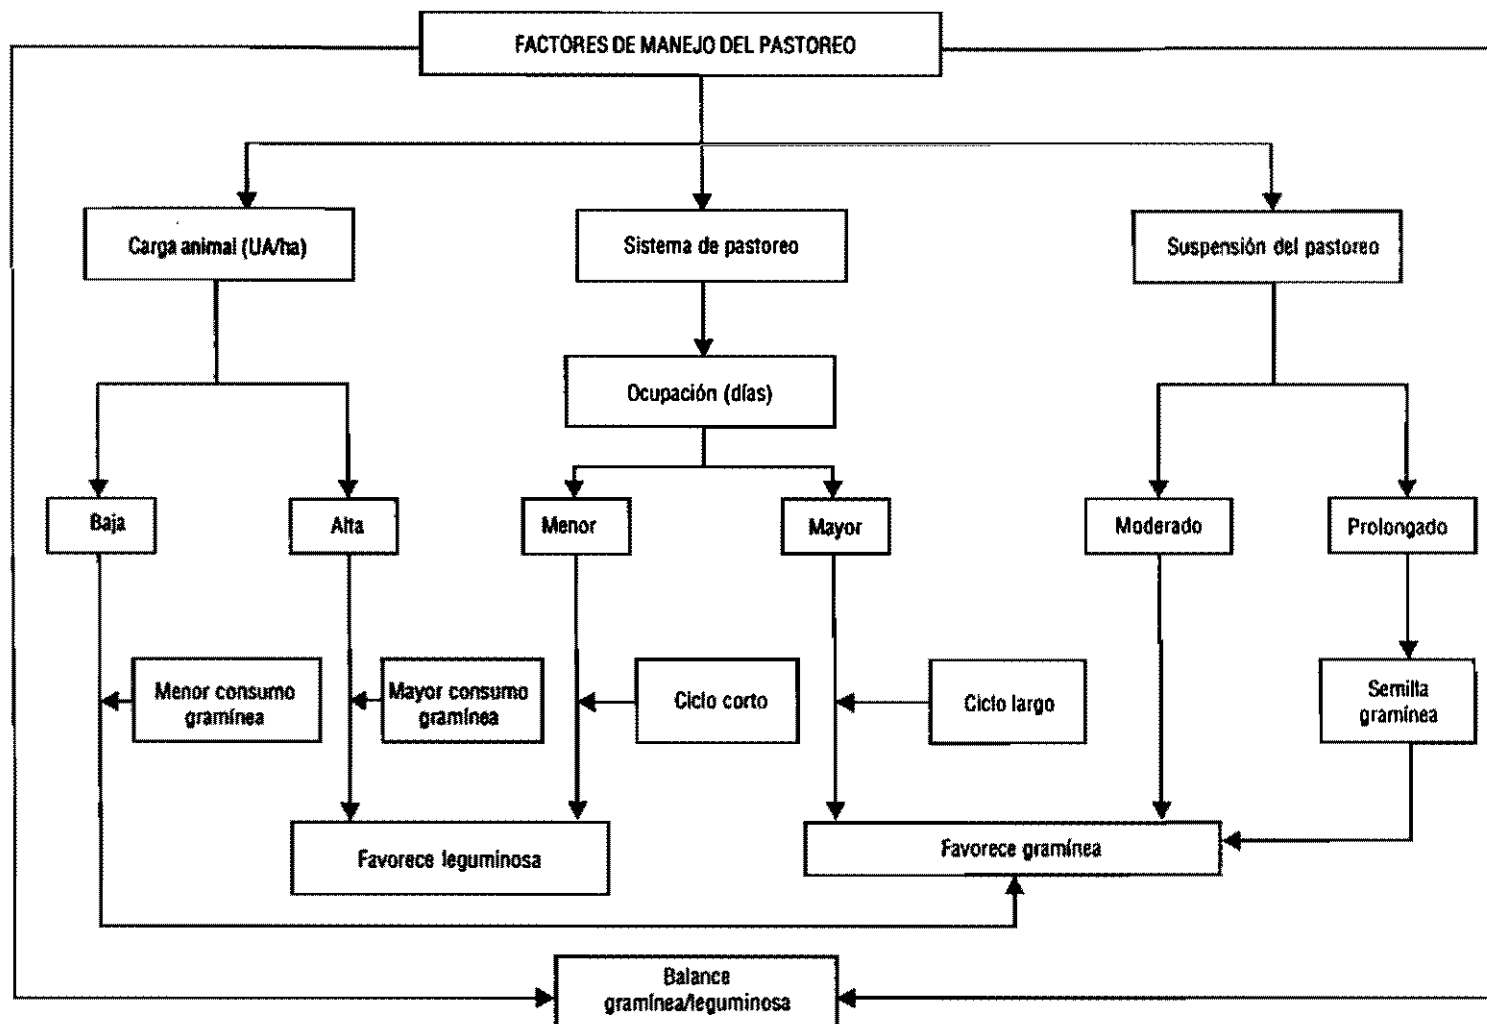 FACTORES DE MANEJO DEL PASTOREO
Carga animal (UA/ha)
Sistema de pastoreo
Suspensión del pastoreo
Ocupación (días)
Baja
Alta
Menor
Mayor
Moderado
Prolongado
Menor consumo
gramínea
Mayor consumo
gramínea
Ciclo corto
Ciclo largo
Semilla
gramínea
Favorece leguminosa
Favorece gramínea
Balance
gramínea/leguminosa